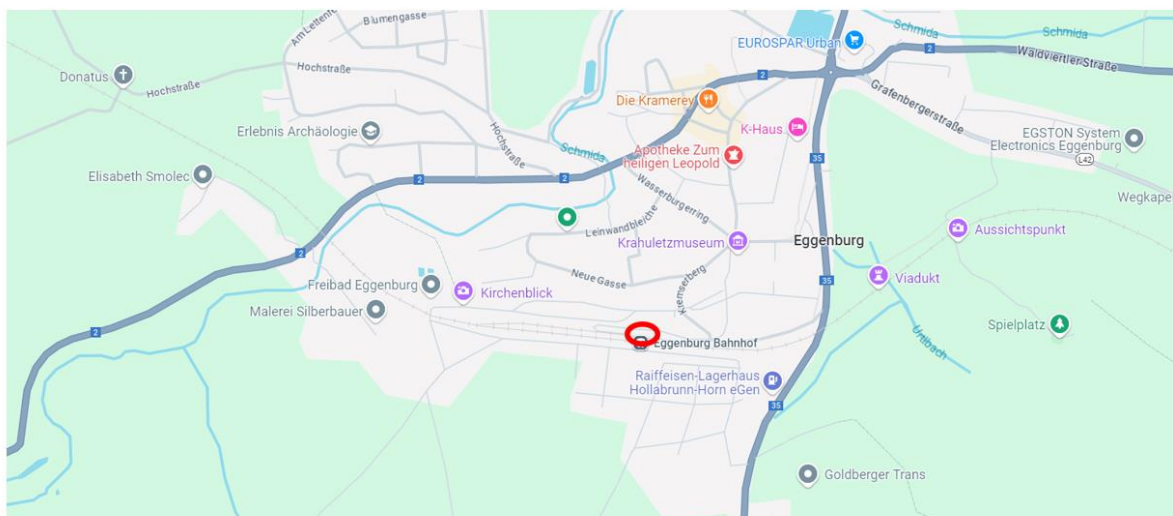 Blumengasse
Am Lettenfe
Schmida
Schmida
EUROSPAR Urban
2
Waldviertler Straße
Donatus
Hochstraße
Hochstraße
2
Die Kramerey
Grafenbergerstraße
Erlebnis Archäologie
Hochstraße
K-Haus
EGSTON System
Electronics Eggenburg
Schmida
Apotheke Zum
heiligen Leopold
35
L42
Elisabeth Smolec
2
2
Wasserburgerring
Wegkape
Leinwandbleiche
Aussichtspunkt
Krahuletzmuseum
Eggenburg
2
Neue Gasse
35
Viadukt
Freibad Eggenburg
Kirchenblick
Kremserberg
Malerei Silberbauer
Urtlbach
Spielplatz
2
Eggenburg Bahnhof
Raiffeisen-Lagerhaus
Hollabrunn-Horn eGen
35
Goldberger Trans